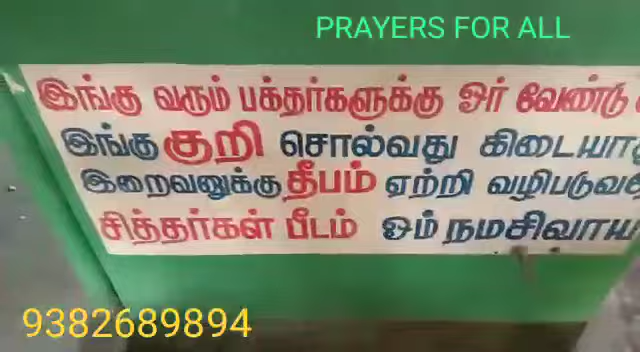 PRAYERS FOR ALL
இங்கு வரும் பக்தர்களுக்கு ஓர் வேண்டு
இங்கு குறி சொல்வது கிடையா
இறைவனுக்கு தீபம் ஏற்றி வழிபடுவ
சித்தர்கள் பீடம் ஓம் நமசிவாய
9382689894